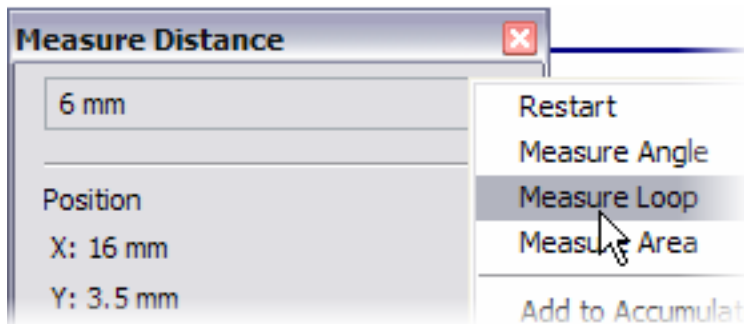 Measure Distance
6 mm
Restart
Measure Angle
Measure Loop
Measure Area
Position
X: 16 mm
Y: 3.5 mm
Add to Accumulat